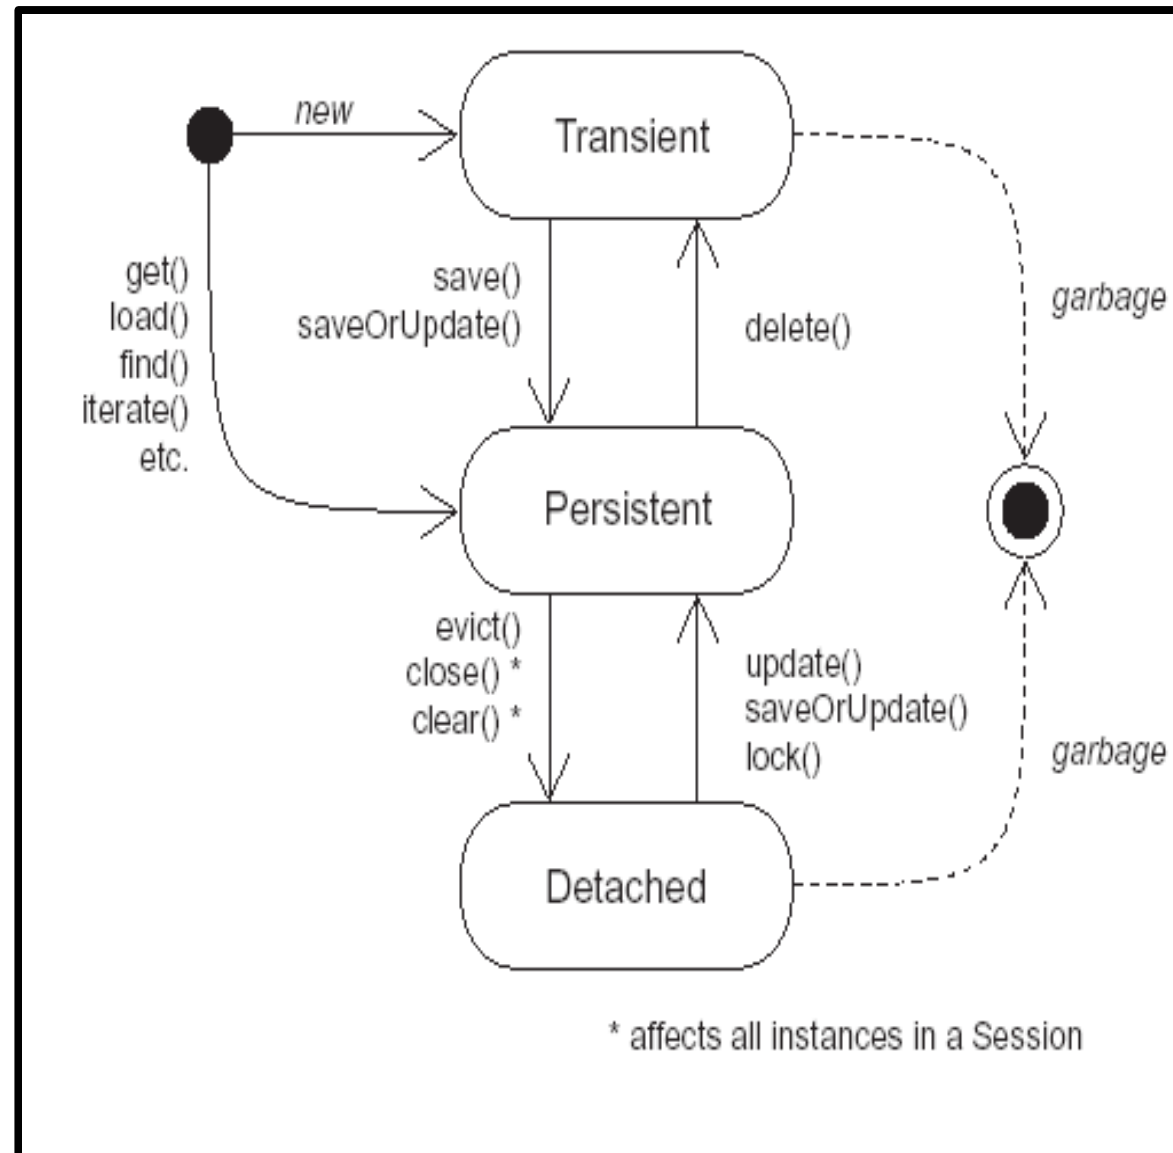 new
Transient
get()
load()
find()
iterate()
etc.
save()
saveOrUpdate()
delete()
garbage
Persistent
evict()
close() *
clear() *
update()
saveOrUpdate()
lock()
garbage
Detached
* affects all instances in a Session